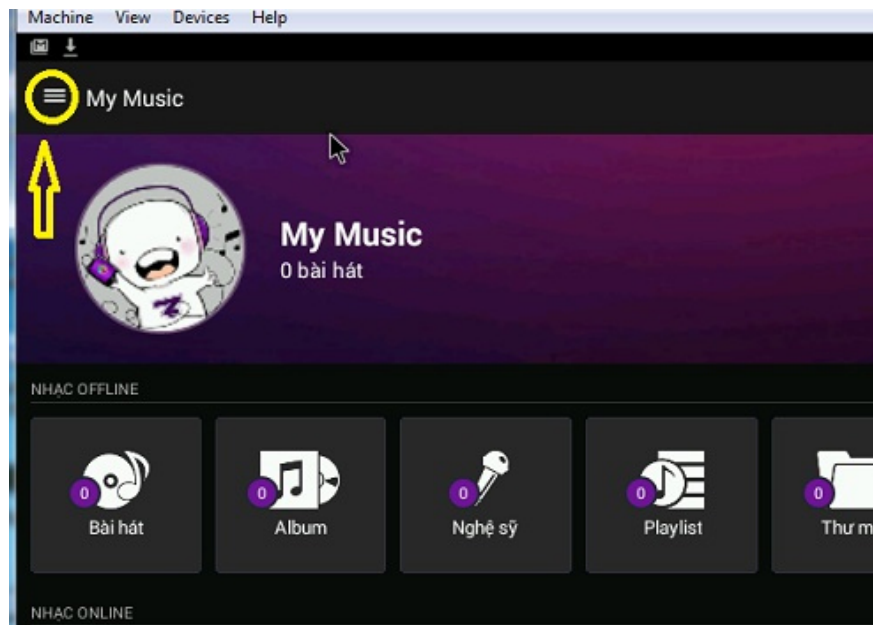 Machine View Devices Help
My Music
My Music
0 bài hát
NHẠC OFFLINE
0 0 0 0 0
Bài hát Album Nghệ sỹ Playlist Thư m
NHẠC ONLINE